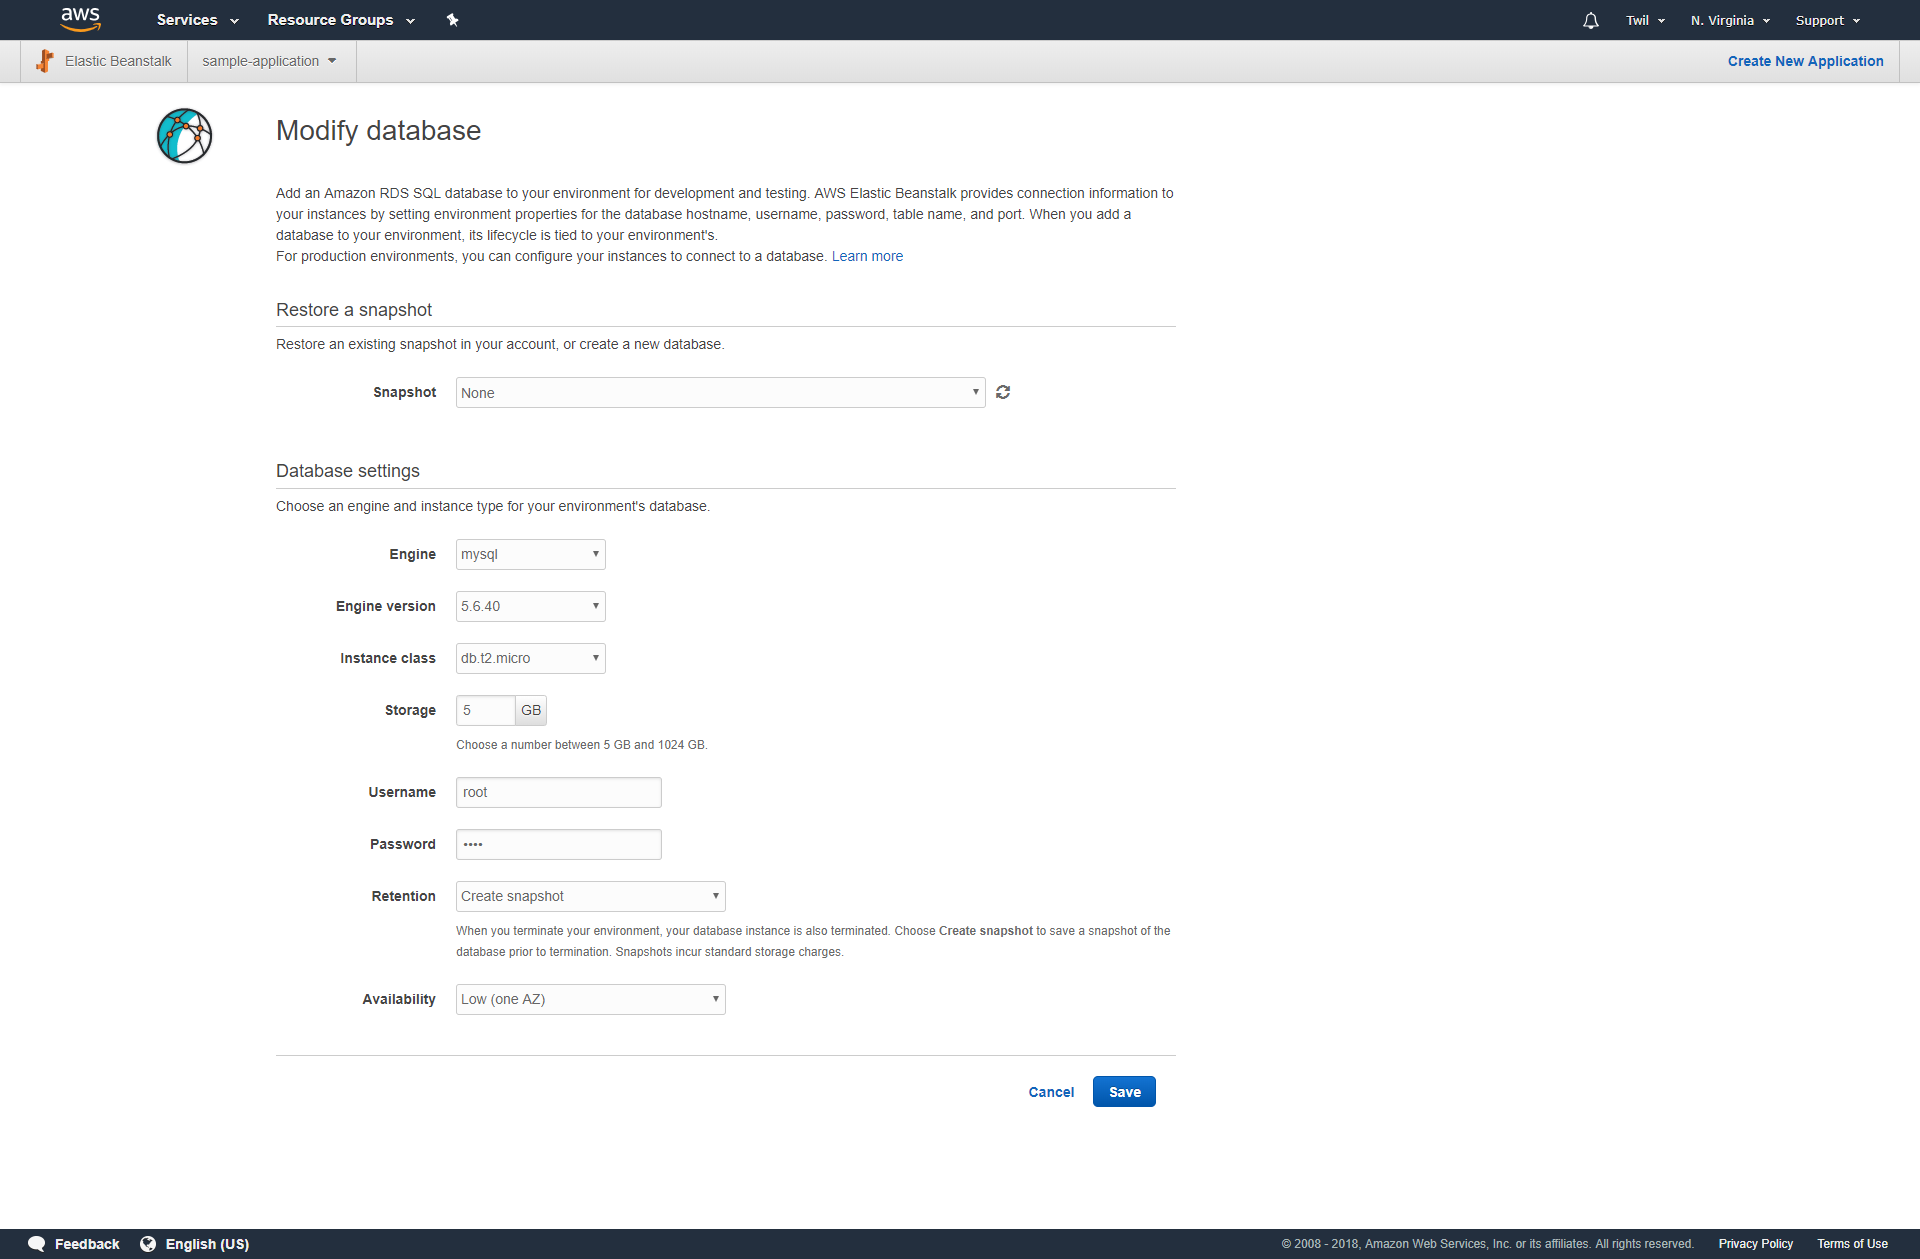 aws
Services
Resource Groups
Twil
N. Virginia
Support
Elastic Beanstalk
sample-application
Create New Application
Modify database
Add an Amazon RDS SQL database to your environment for development and testing. AWS Elastic Beanstalk provides connection information to
your instances by setting environment properties for the database hostname, username, password, table name, and port. When you add a
database to your environment, its lifecycle is tied to your environment's.
For production environments, you can configure your instances to connect to a database. Learn more
Restore a snapshot
Restore an existing snapshot in your account, or create a new database.
Snapshot None
Database settings
Choose an engine and instance type for your environment's database.
Engine mysql
Engine version 5.6.40
Instance class db.t2.micro
Storage 5 GB
Choose a number between 5 GB and 1024 GB.
Username root
Password ••••
Retention Create snapshot
When you terminate your environment, your database instance is also terminated. Choose Create snapshot to save a snapshot of the
database prior to termination. Snapshots incur standard storage charges.
Availability Low (one AZ)
Cancel Save
Feedback English (US) © 2008 - 2018, Amazon Web Services, Inc. or its affiliates. All rights reserved. Privacy Policy Terms of Use